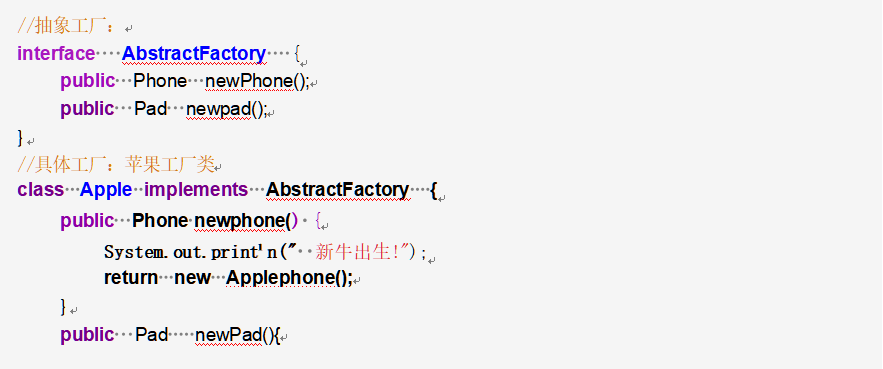 //抽象工厂：
interface AbstractFactory {
public Phone newPhone();
public Pad newpad();
}
//具体工厂：苹果工厂类
class Apple implements AbstractFactory {
public Phone newphone() {
System.out.print'n(" 新牛出生!");
return new Applephone();
}
public Pad newPad(){